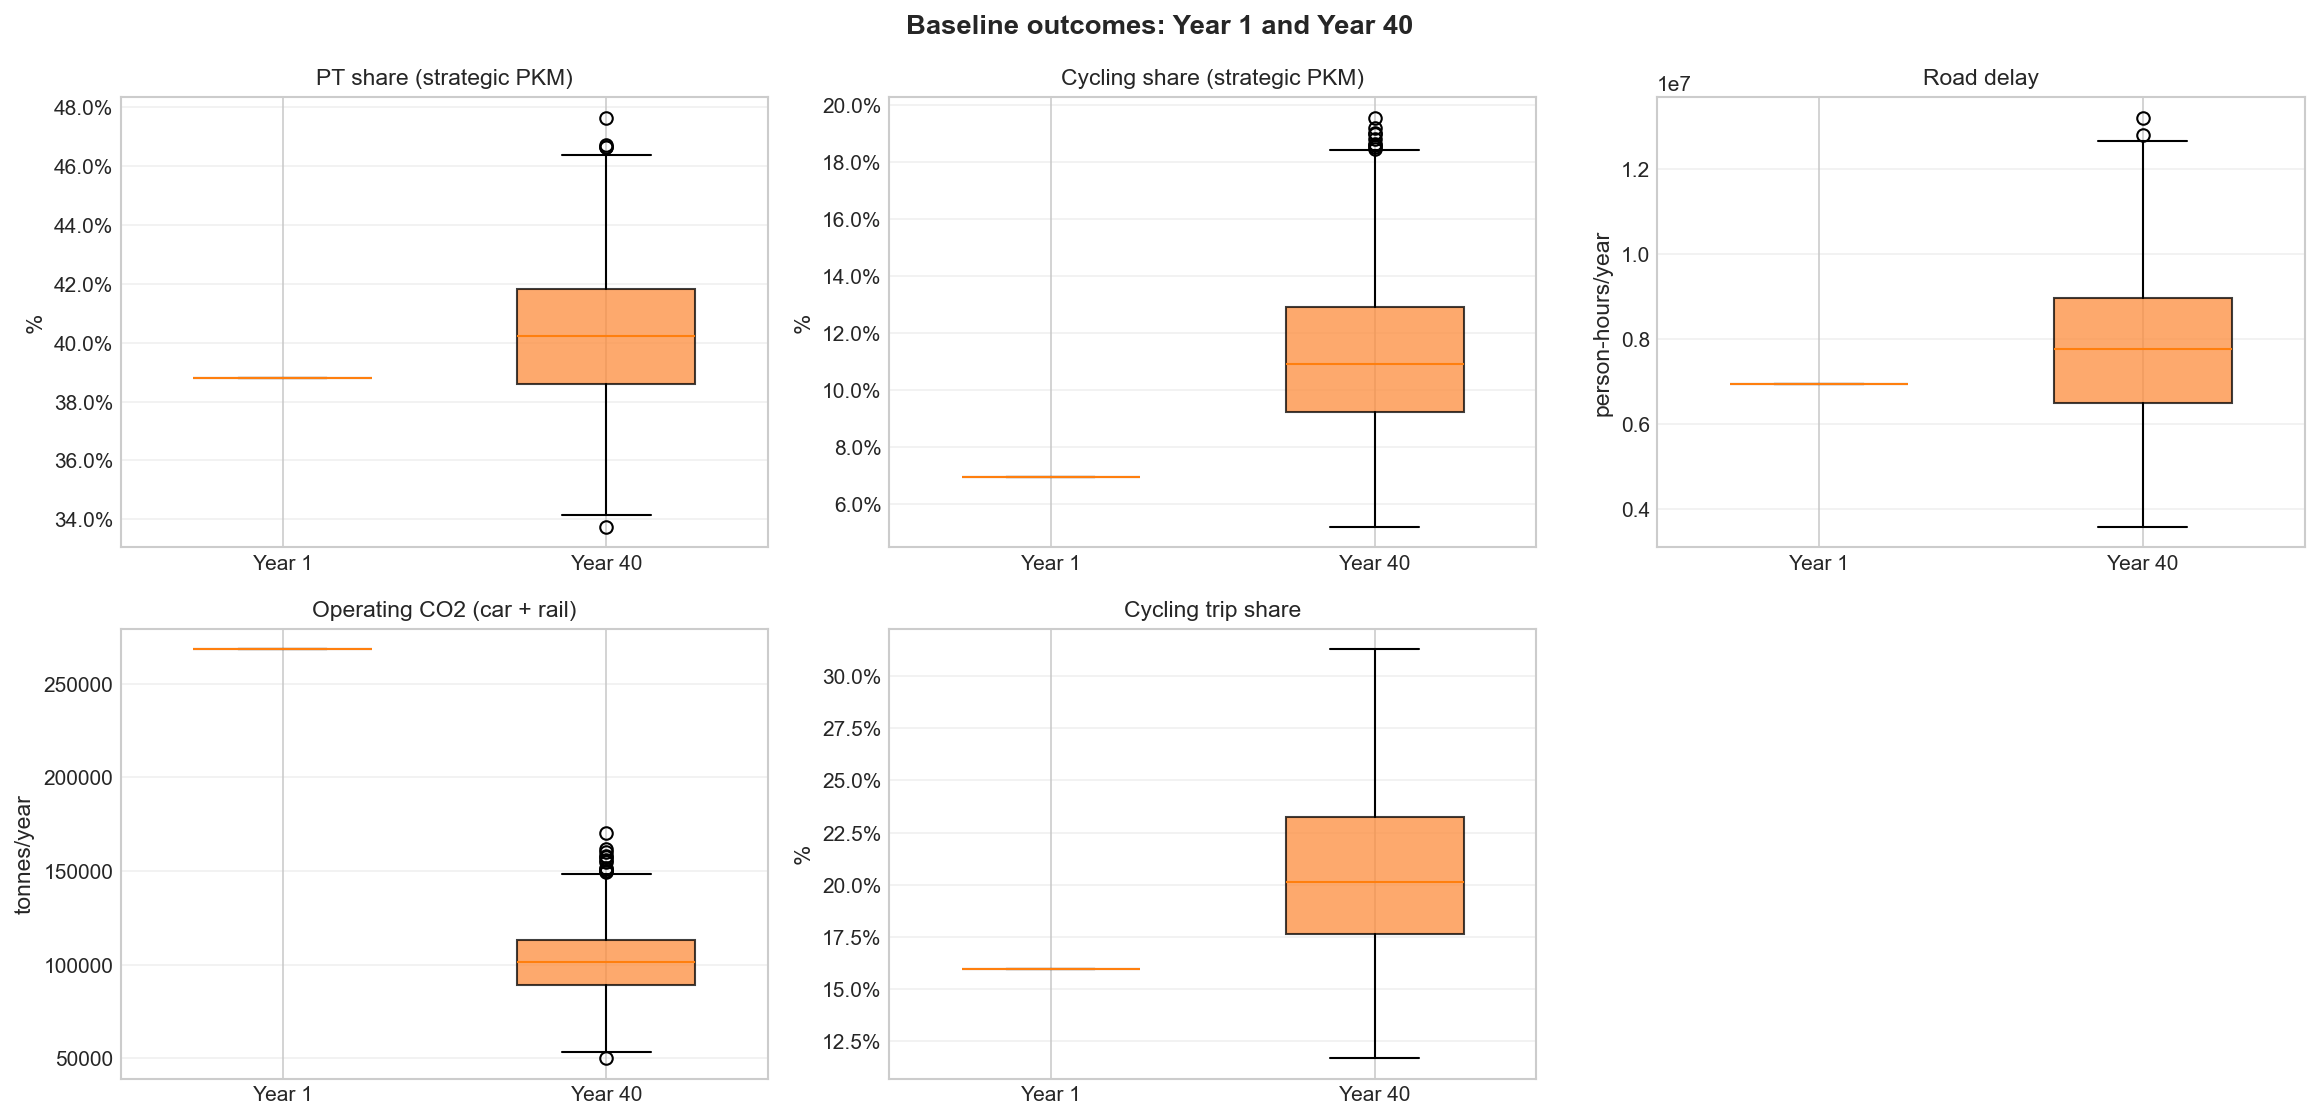 Baseline outcomes: Year 1 and Year 40
PT share (strategic PKM)
48.0%
46.0%
44.0%
42.0%
40.0%
38.0%
36.0%
34.0%
%
Year 1
Year 40
Cycling share (strategic PKM)
20.0%
18.0%
16.0%
14.0%
12.0%
10.0%
8.0%
6.0%
%
Year 1
Year 40
Road delay
1e7
1.2
1.0
0.8
0.6
0.4
person-hours/year
Year 1
Year 40
Operating CO2 (car + rail)
250000
200000
150000
100000
50000
tonnes/year
Year 1
Year 40
Cycling trip share
30.0%
27.5%
25.0%
22.5%
20.0%
17.5%
15.0%
12.5%
%
Year 1
Year 40